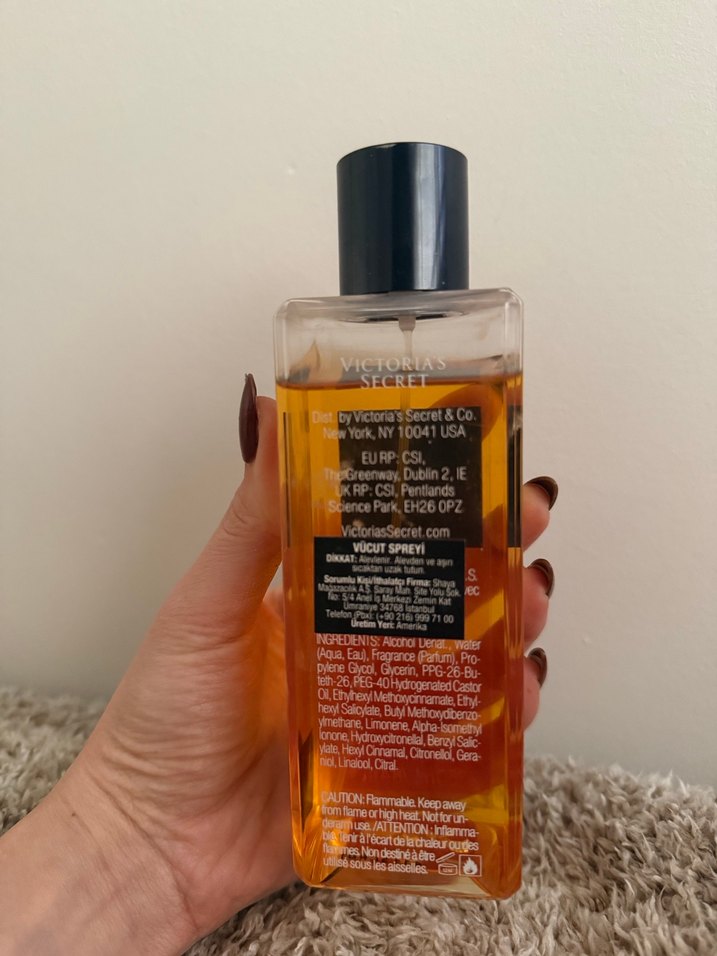 VICTORIA'S
SECRET
Dist. by Victoria's Secret & Co.
New York, NY 10041 USA
EU RP: CSI,
The Greenway, Dublin 2, IE
UK RP: CSI, Pentlands
Science Park, EH26 0PZ
VictoriasSecret.com
VÜCUT SPREYİ
DİKKAT: Alevlenir. Alevden ve aşırı
sıcaktan uzak tutun.
Sorumlu Kişi/İthalatçı Firma: Shaya
Mağazacılık A.Ş. Saray Mah. Site Yolu Sok.
No: 5/4 Anel İş Merkezi Zemin Kat
Ümraniye 34768 İstanbul
Telefon (Pbx): (+90 216) 999 71 00
Üretim Yeri: Amerika
.S.
vec
INGREDIENTS: Alcohol Denat., Water
(Aqua, Eau), Fragrance (Parfum), Pro-
pylene Glycol, Glycerin, PPG-26-Bu-
teth-26, PEG-40 Hydrogenated Castor
Oil, Ethylhexyl Methoxycinnamate, Ethyl-
hexyl Salicylate, Butyl Methoxydibenzo-
ylmethane, Limonene, Alpha-Isomethyl
Ionone, Hydroxycitronellal, Benzyl Salic-
ylate, Hexyl Cinnamal, Citronellol, Gera-
niol, Linalool, Citral.
CAUTION: Flammable. Keep away
from flame or high heat. Not for un-
derarm use. /ATTENTION : Inflamma-
ble. Tenir à l'écart de la chaleur ou des
flammes. Non destiné à être
utilisé sous les aisselles.